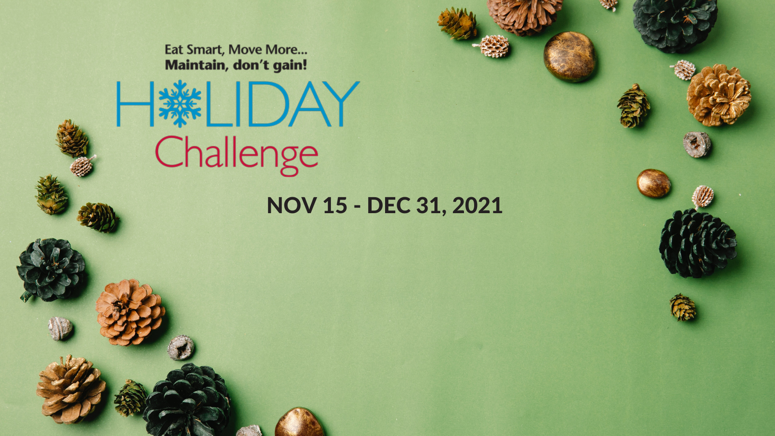 Eat Smart, Move More...
Maintain, don't gain!
HOLIDAY
Challenge
NOV 15 - DEC 31, 2021